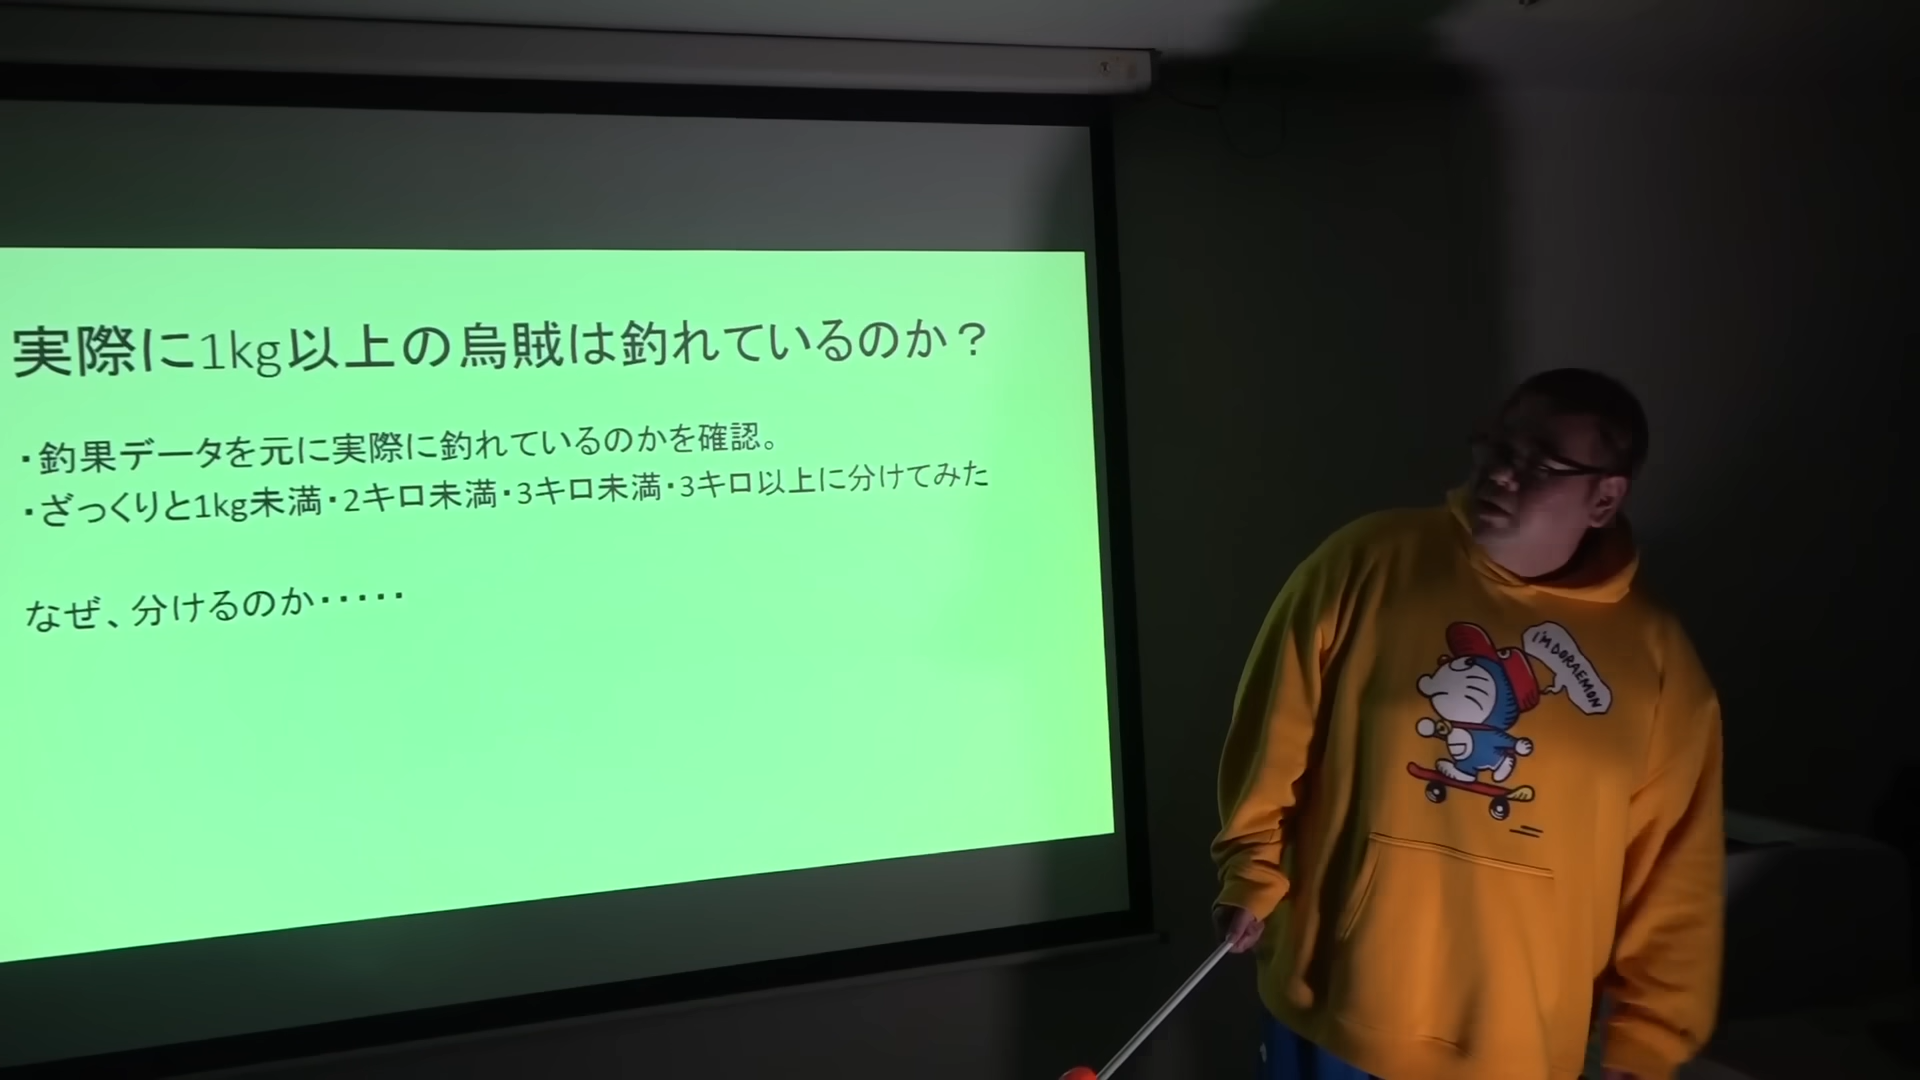 実際に1kg以上の烏賊は釣れているのか？
・釣果データを元に実際に釣れているのかを確認。
・ざっくりと1kg未満・2キロ未満・3キロ未満・3キロ以上に分けてみた
なぜ、分けるのか・・・・・
I'M DORAEMON